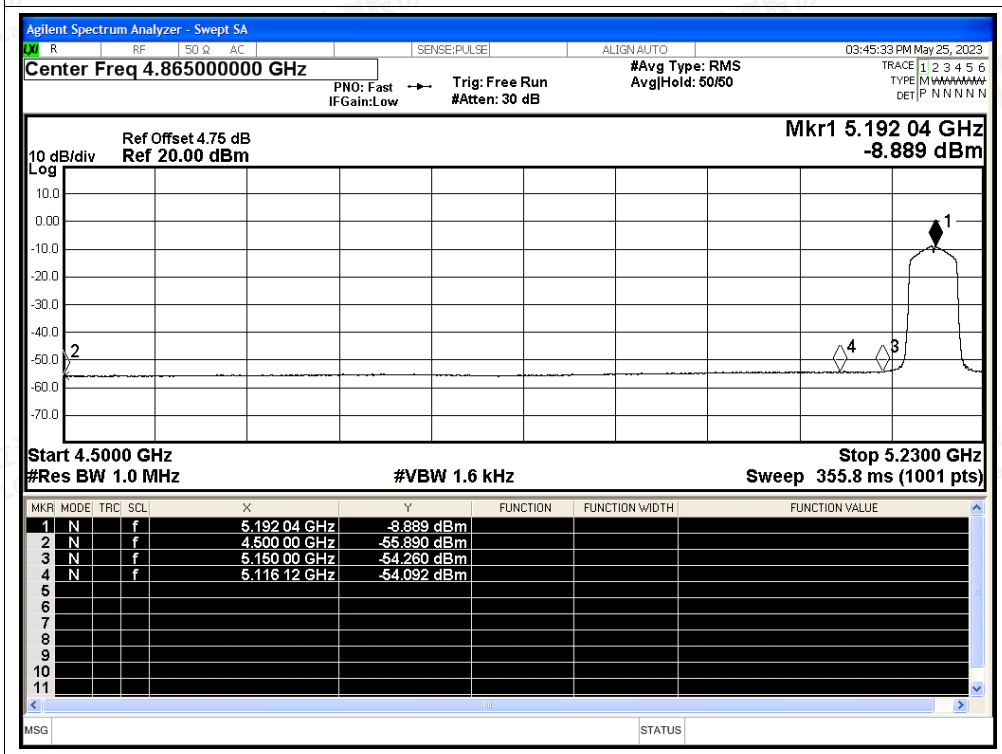 Agilent Spectrum Analyzer - Swept SA
LXI R RF 50 Ω AC SENSE:PULSE ALIGN AUTO 03:45:33 PM May 25, 2023
Center Freq 4.865000000 GHz #Avg Type: RMS TRACE 1 2 3 4 5 6
PNO: Fast Trig: Free Run Avg|Hold: 50/50 TYPE M
IFGain:Low #Atten: 30 dB DET P N N N N N
Mkr1 5.192 04 GHz
Ref Offset 4.75 dB
10 dB/div Ref 20.00 dBm -8.889 dBm
Log
10.0
0.00
1
-10.0
-20.0
-30.0
-40.0
2 4 3
-50.0
-60.0
-70.0
Start 4.5000 GHz Stop 5.2300 GHz
#Res BW 1.0 MHz #VBW 1.6 kHz Sweep 355.8 ms (1001 pts)
MKR MODE TRC SCL X Y FUNCTION FUNCTION WIDTH FUNCTION VALUE
1 N f 5.192 04 GHz -8.889 dBm
2 N f 4.500 00 GHz -55.890 dBm
3 N f 5.150 00 GHz -54.260 dBm
4 N f 5.116 12 GHz -54.092 dBm
5
6
7
8
9
10
11
MSG STATUS